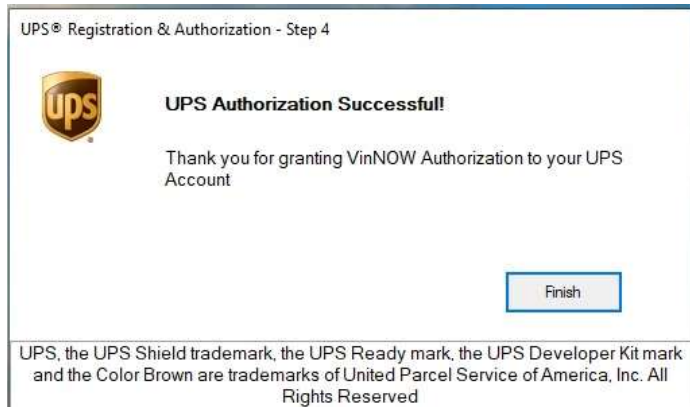 UPS® Registration & Authorization - Step 4
ups
UPS Authorization Successful!
Thank you for granting VinNOW Authorization to your UPS
Account
Finish
UPS, the UPS Shield trademark, the UPS Ready mark, the UPS Developer Kit mark
and the Color Brown are trademarks of United Parcel Service of America, Inc. All
Rights Reserved